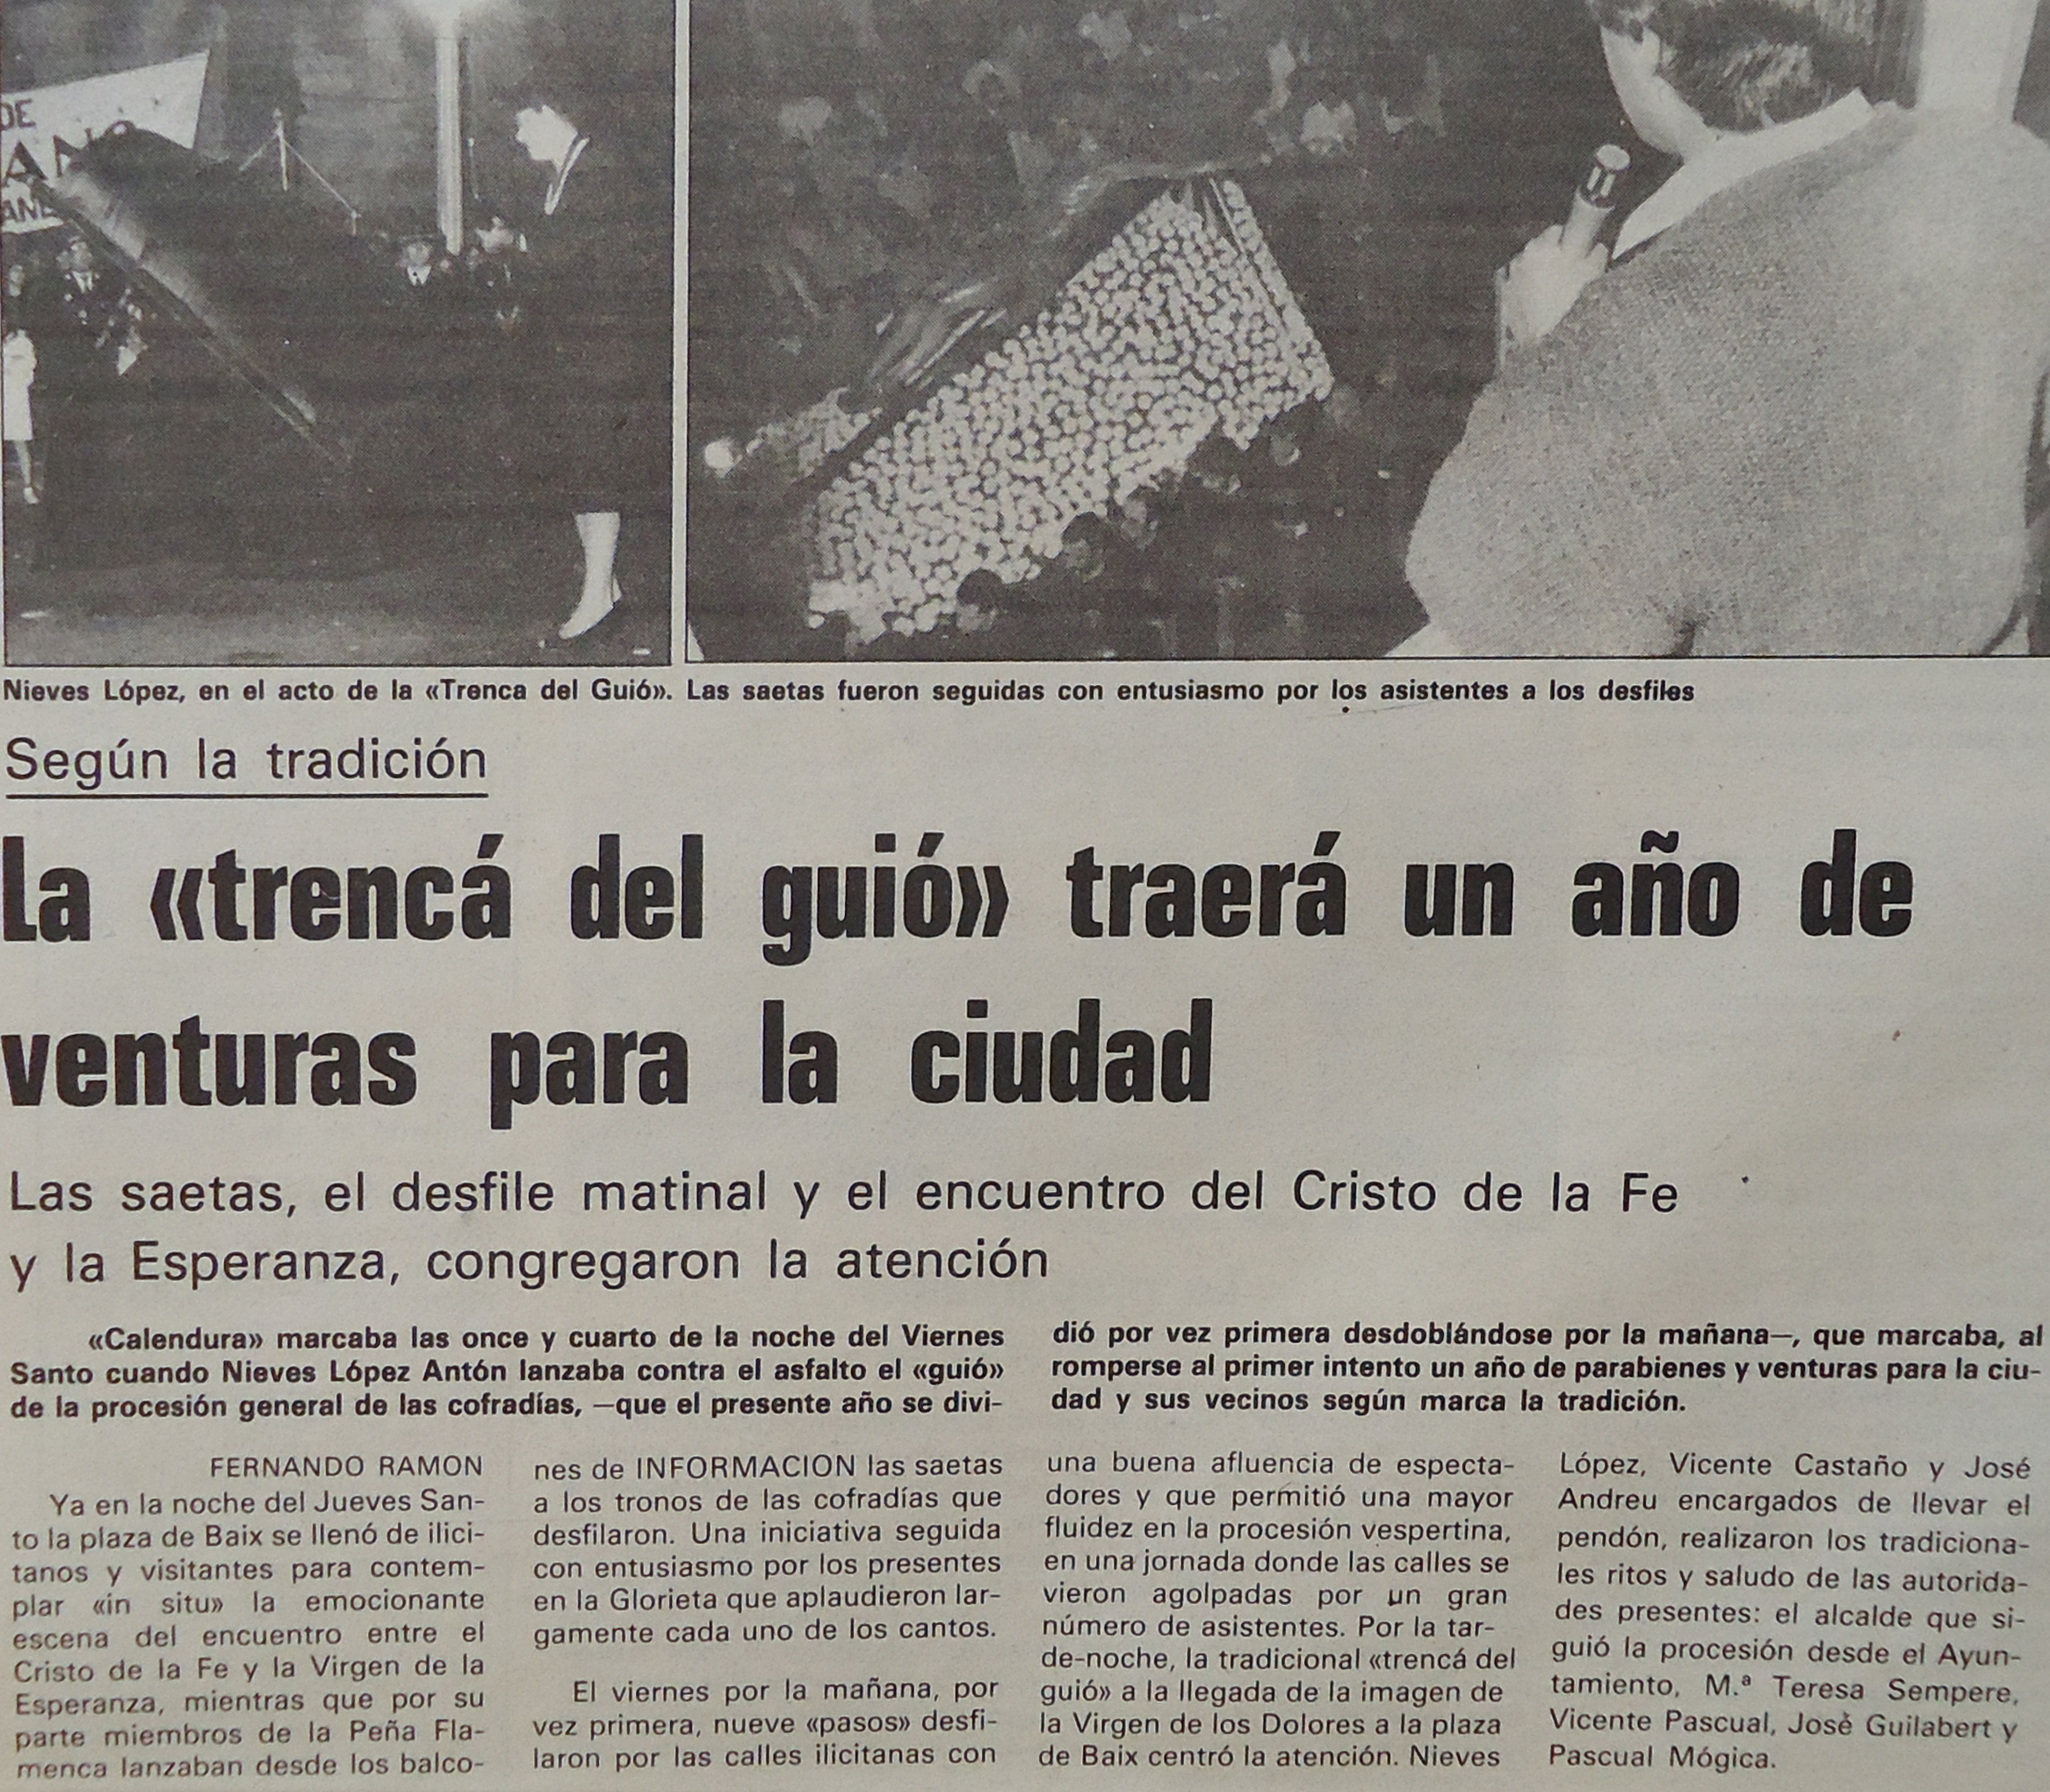 DE
AN
Nieves López, en el acto de la «Trenca del Guió». Las saetas fueron seguidas con entusiasmo por los asistentes a los desfiles
Según la tradición
La «trencá del guió» traerá un año de
venturas para la ciudad
Las saetas, el desfile matinal y el encuentro del Cristo de la Fe
y la Esperanza, congregaron la atención
«Calendura» marcaba las once y cuarto de la noche del Viernes
Santo cuando Nieves López Antón lanzaba contra el asfalto el «guió»
de la procesión general de las cofradías, —que el presente año se divi-
dió por vez primera desdoblándose por la mañana—, que marcaba, al
romperse al primer intento un año de parabienes y venturas para la ciu-
dad y sus vecinos según marca la tradición.
FERNANDO RAMON
Ya en la noche del Jueves San-
to la plaza de Baix se llenó de ilici-
tanos y visitantes para contem-
plar «in situ» la emocionante
escena del encuentro entre el
Cristo de la Fe y la Virgen de la
Esperanza, mientras que por su
parte miembros de la Peña Fla-
menca lanzaban desde los balco-
nes de INFORMACION las saetas
a los tronos de las cofradías que
desfilaron. Una iniciativa seguida
con entusiasmo por los presentes
en la Glorieta que aplaudieron lar-
gamente cada uno de los cantos.
El viernes por la mañana, por
vez primera, nueve «pasos» desfi-
laron por las calles ilicitanas con
una buena afluencia de especta-
dores y que permitió una mayor
fluidez en la procesión vespertina,
en una jornada donde las calles se
vieron agolpadas por un gran
número de asistentes. Por la tar-
de-noche, la tradicional «trencá del
guió» a la llegada de la imagen de
la Virgen de los Dolores a la plaza
de Baix centró la atención. Nieves
López, Vicente Castaño y José
Andreu encargados de llevar el
pendón, realizaron los tradiciona-
les ritos y saludo de las autorida-
des presentes: el alcalde que si-
guió la procesión desde el Ayun-
tamiento, M.ª Teresa Sempere,
Vicente Pascual, Josè Guilabert y
Pascual Mógica.